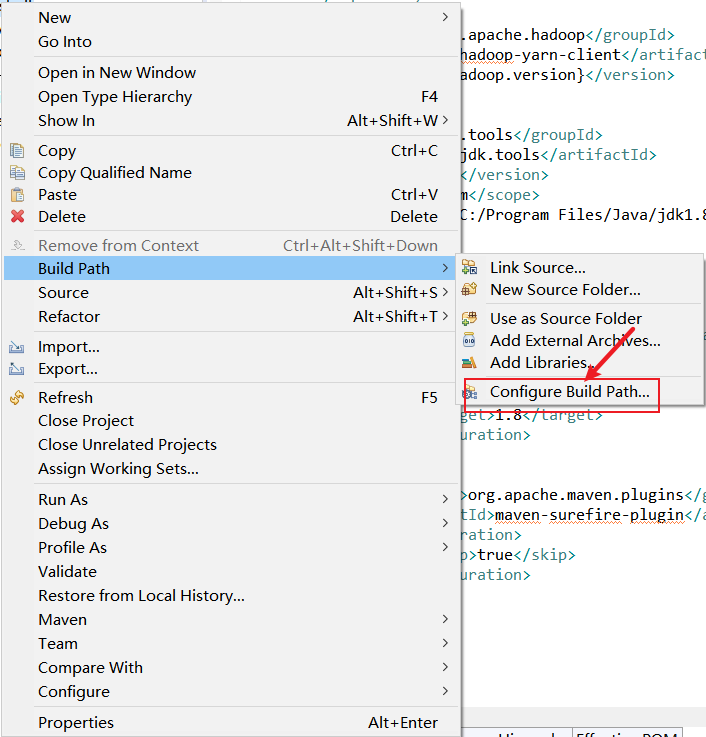 New
Go Into
Open in New Window
Open Type Hierarchy F4
Show In Alt+Shift+W
Copy Ctrl+C
Copy Qualified Name
Paste Ctrl+V
Delete Delete
Remove from Context Ctrl+Alt+Shift+Down
Build Path
Source Alt+Shift+S
Refactor Alt+Shift+T
Import...
Export...
Refresh F5
Close Project
Close Unrelated Projects
Assign Working Sets...
Run As
Debug As
Profile As
Validate
Restore from Local History...
Maven
Team
Compare With
Configure
Properties Alt+Enter
Link Source...
New Source Folder...
Use as Source Folder
Add External Archives...
Add Libraries..
Configure Build Path...
.apache.hadoop</groupId>
hadoop-yarn-client</artifact
adoop.version}</version>
.tools</groupId>
jdk.tools</artifactId>
</version>
m</scope>
C:/Program Files/Java/jdk1.8
get>1.8</target>
uration>
>org.apache.maven.plugins</g
tId>maven-surefire-plugin</a
ration>
p>true</skip>
uration>